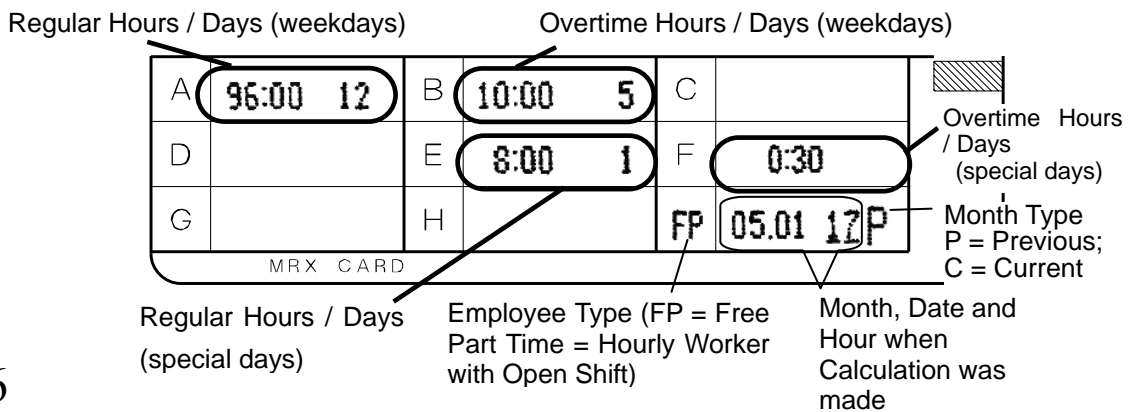 Regular Hours / Days (weekdays)
Overtime Hours / Days (weekdays)
A 96:00 12 B 10:00 5 C
Overtime Hours
/ Days
(special days)
D E 8:00 1 F 0:30
G H FP 05.01 17 P
Month Type
P = Previous;
C = Current
MRX CARD
Regular Hours / Days
(special days)
Employee Type (FP = Free
Part Time = Hourly Worker
with Open Shift)
Month, Date and
Hour when
Calculation was
made